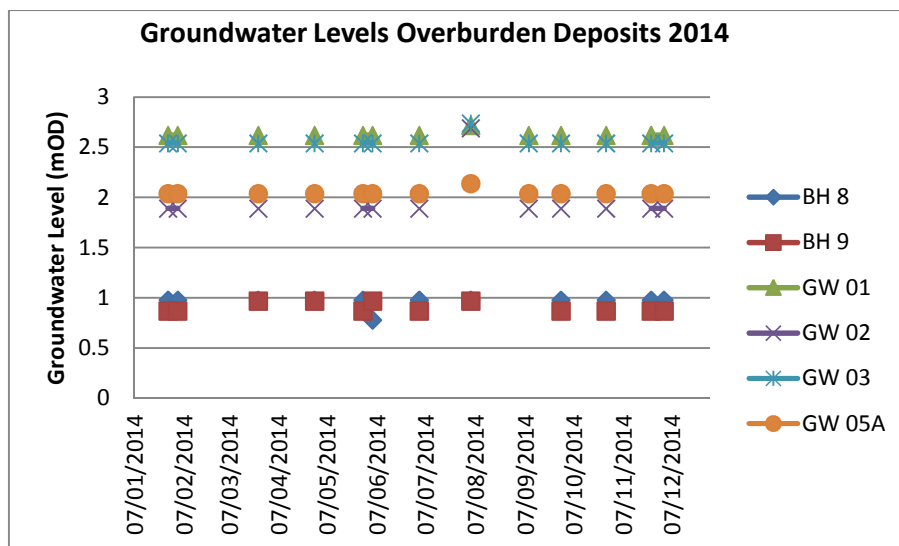 Groundwater Levels Overburden Deposits 2014
Groundwater Level (mOD)
3
2.5
2
1.5
1
0.5
0
07/01/2014
07/02/2014
07/03/2014
07/04/2014
07/05/2014
07/06/2014
07/07/2014
07/08/2014
07/09/2014
07/10/2014
07/11/2014
07/12/2014
BH 8
BH 9
GW 01
GW 02
GW 03
GW 05A